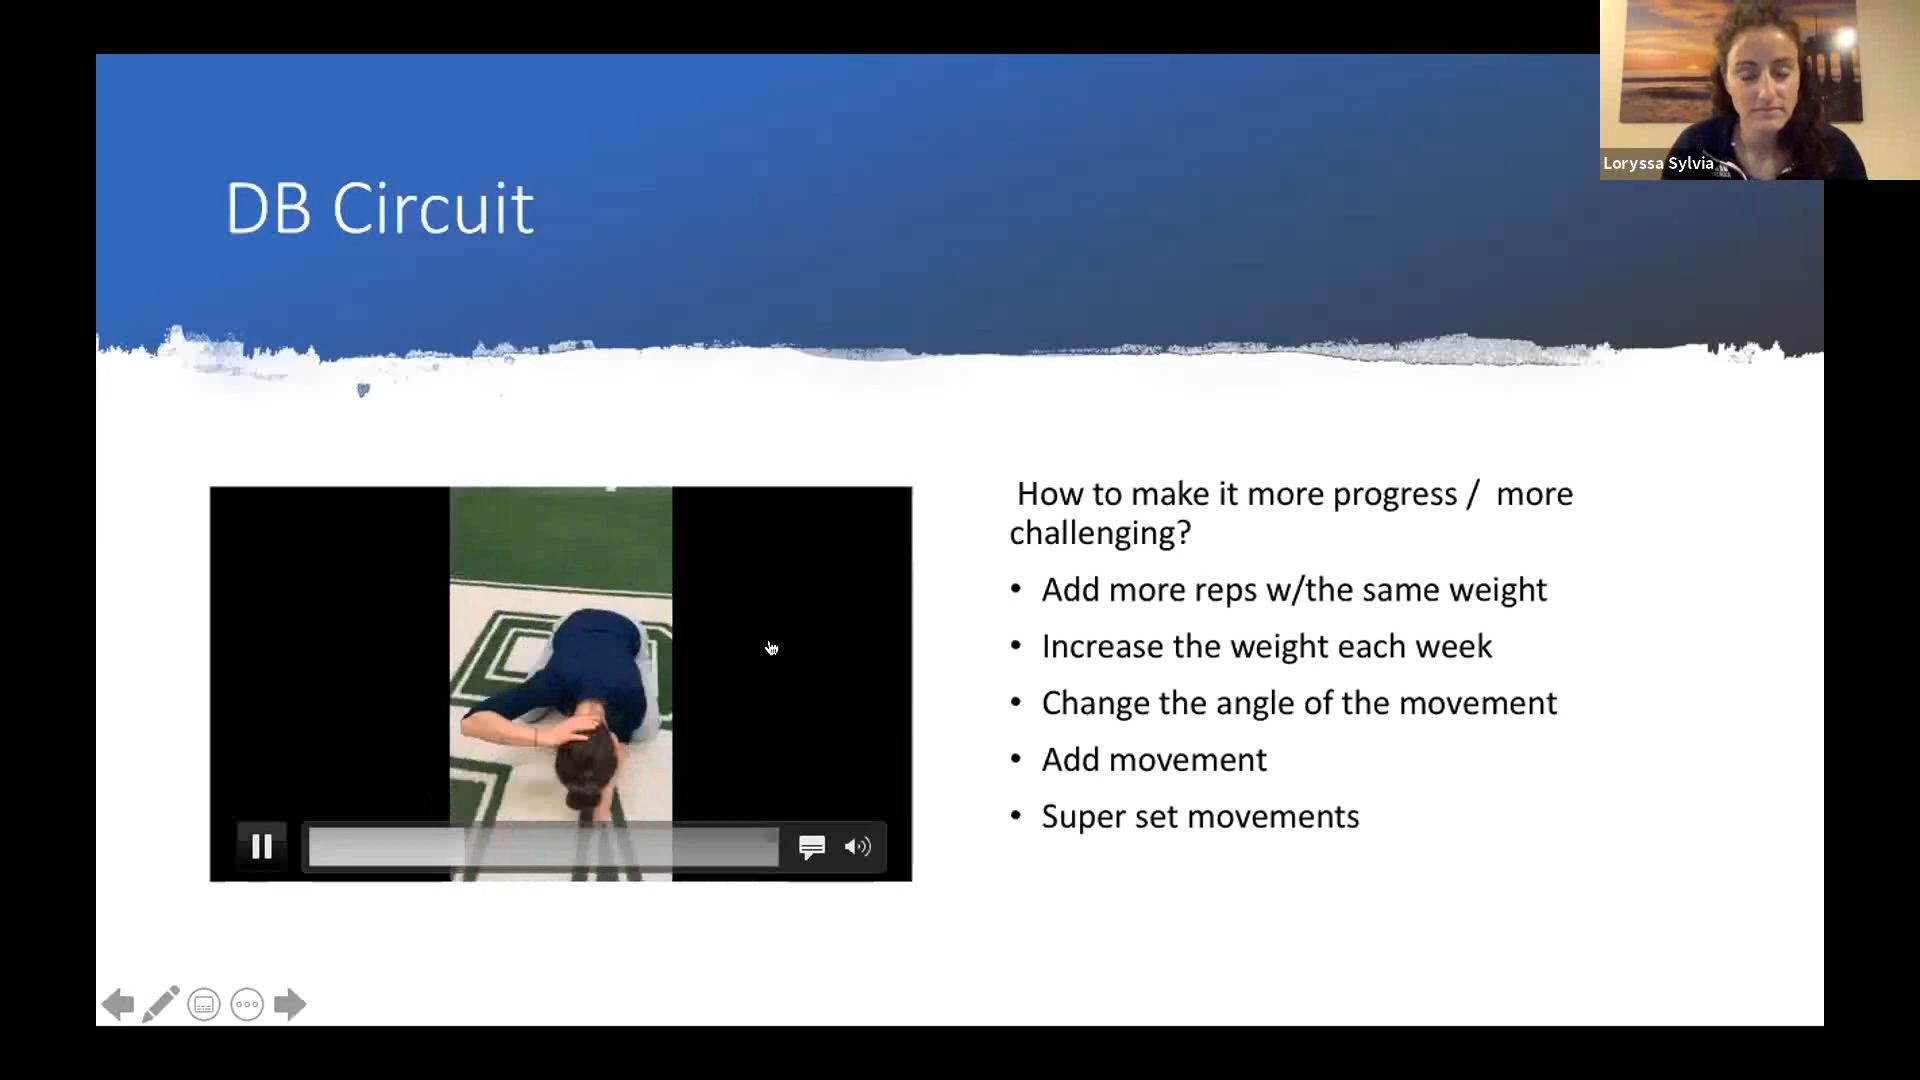 Loryssa Sylvia
DB Circuit
How to make it more progress / more
challenging?
• Add more reps w/the same weight
• Increase the weight each week
• Change the angle of the movement
• Add movement
• Super set movements